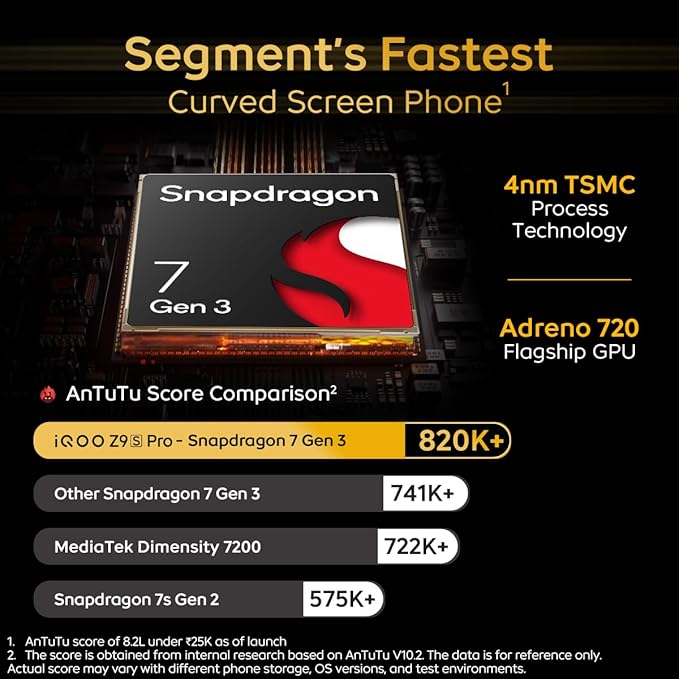 Segment's Fastest
Curved Screen Phone¹
Snapdragon
7
Gen 3
4nm TSMC
Process
Technology
Adreno 720
Flagship GPU
AnTuTu Score Comparison²
iQOO Z9S Pro - Snapdragon 7 Gen 3 820K+
Other Snapdragon 7 Gen 3 741K+
MediaTek Dimensity 7200 722K+
Snapdragon 7s Gen 2 575K+
1. AnTuTu score of 8.2L under ₹25K as of launch
2. The score is obtained from internal research based on AnTuTu V10.2. The data is for reference only.
Actual score may vary with different phone storage, OS versions, and test environments.